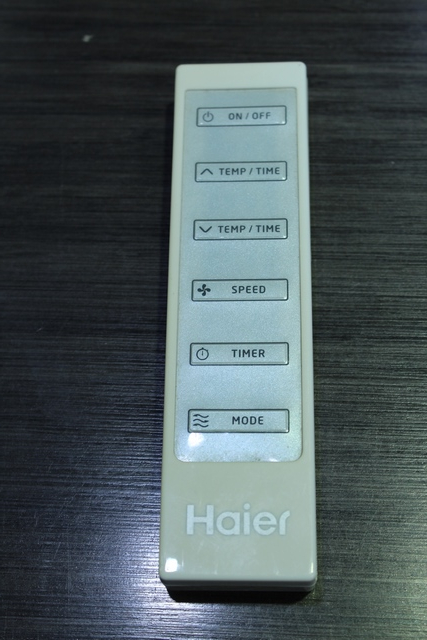 ON / OFF
TEMP / TIME
TEMP / TIME
SPEED
TIMER
MODE
Haier